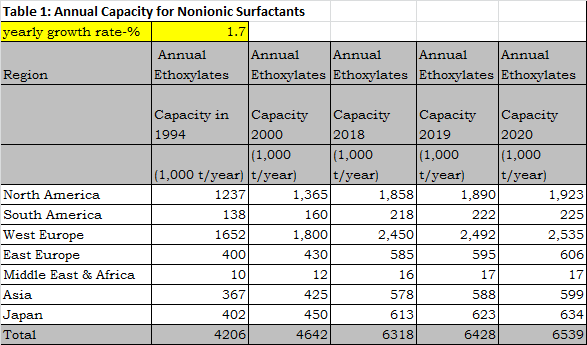 Table 1: Annual Capacity for Nonionic Surfactants
yearly growth rate-% 1.7
Region Annual Ethoxylates Annual Ethoxylates Annual Ethoxylates Annual Ethoxylates Annual Ethoxylates
Capacity in 1994 Capacity 2000 Capacity 2018 Capacity 2019 Capacity 2020
(1,000 t/year) (1,000 t/year) (1,000 t/year) (1,000 t/year) (1,000 t/year)
North America 1237 1,365 1,858 1,890 1,923
South America 138 160 218 222 225
West Europe 1652 1,800 2,450 2,492 2,535
East Europe 400 430 585 595 606
Middle East & Africa 10 12 16 17 17
Asia 367 425 578 588 599
Japan 402 450 613 623 634
Total 4206 4642 6318 6428 6539